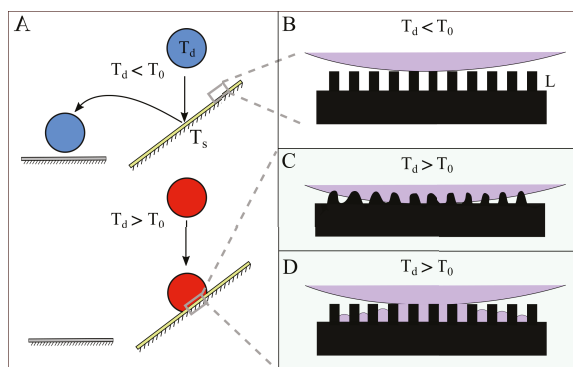 A
T_d
T_d < T_0
T_s
T_d > T_0
B
T_d < T_0
L
C
T_d > T_0
D
T_d > T_0